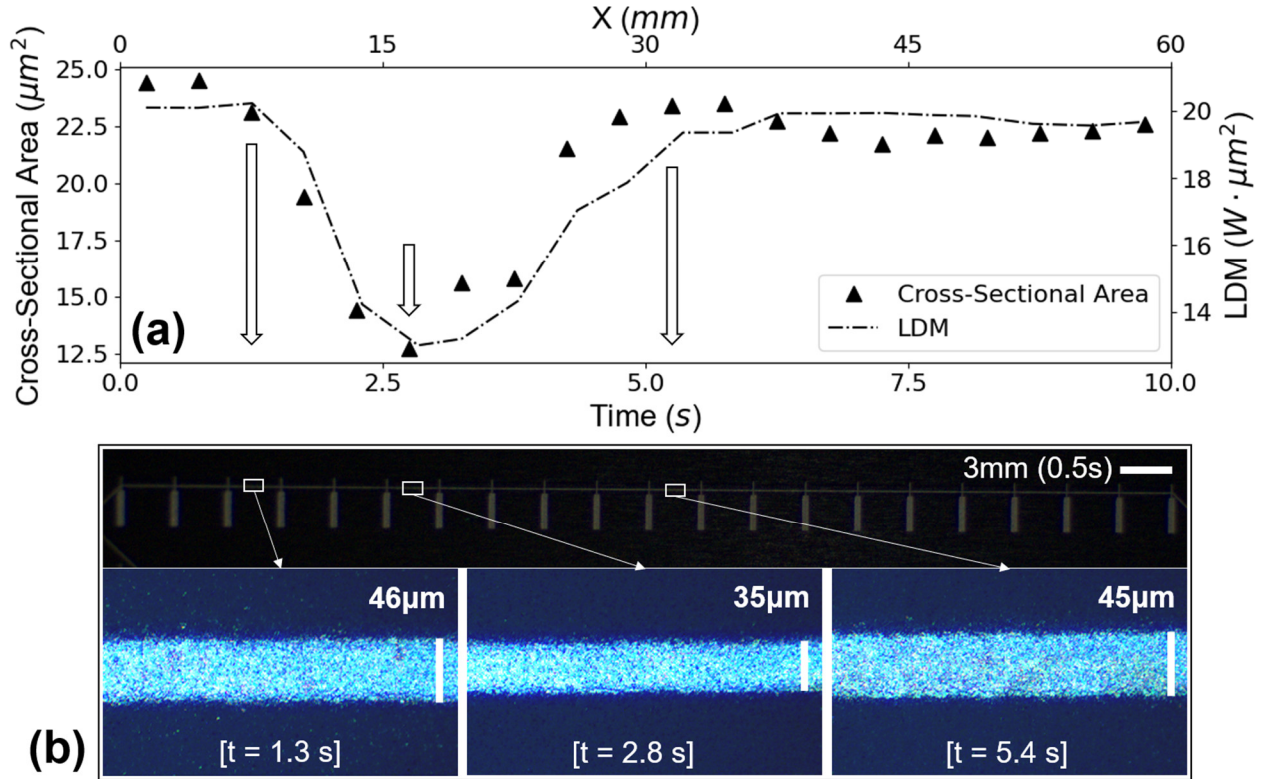 X (mm)
0 15 30 45 60
Cross-Sectional Area (μm²)
25.0
22.5
20.0
17.5
15.0
12.5
LDM (W · μm²)
20
18
16
14
Cross-Sectional Area
LDM
(a)
0.0 2.5 5.0 7.5 10.0
Time (s)
3mm (0.5s)
46μm 35μm 45μm
[t = 1.3 s] [t = 2.8 s] [t = 5.4 s]
(b)